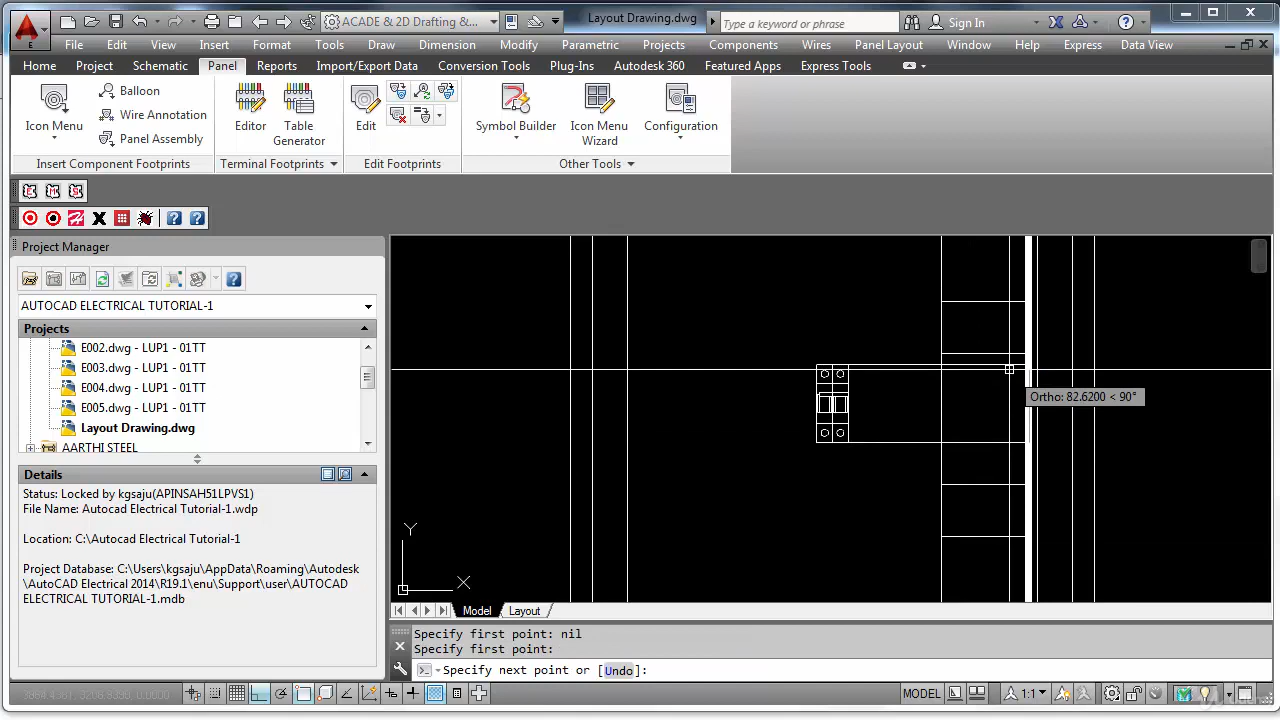 ACADE & 2D Drafting &...
Layout Drawing.dwg
Type a keyword or phrase
Sign In
File Edit View Insert Format Tools Draw Dimension Modify Parametric Projects Components Wires Panel Layout Window Help Express Data View
E
Home Project Schematic Panel Reports Import/Export Data Conversion Tools Plug-Ins Autodesk 360 Featured Apps Express Tools
Icon Menu
Balloon
Wire Annotation
Panel Assembly
Editor
Table Generator
Edit
Symbol Builder
Icon Menu Wizard
Configuration
Insert Component Footprints
Terminal Footprints
Edit Footprints
Other Tools
Project Manager
AUTOCAD ELECTRICAL TUTORIAL-1
Projects
E002.dwg - LUP1 - 01TT
E003.dwg - LUP1 - 01TT
E004.dwg - LUP1 - 01TT
E005.dwg - LUP1 - 01TT
Layout Drawing.dwg
AARTHI STEEL
Details
Status: Locked by kgsaju(APINSAH51LPVS1)
File Name: Autocad Electrical Tutorial-1.wdp
Location: C:\Autocad Electrical Tutorial-1
Project Database: C:\Users\kgsaju\AppData\Roaming\Autodesk
\AutoCAD Electrical 2014\R19.1\enu\Support\user\AUTOCAD
ELECTRICAL TUTORIAL-1.mdb
Ortho: 82.6200 < 90°
Y
X
Model Layout
Specify first point: nil
Specify first point:
Specify next point or [Undo]:
MODEL
1:1